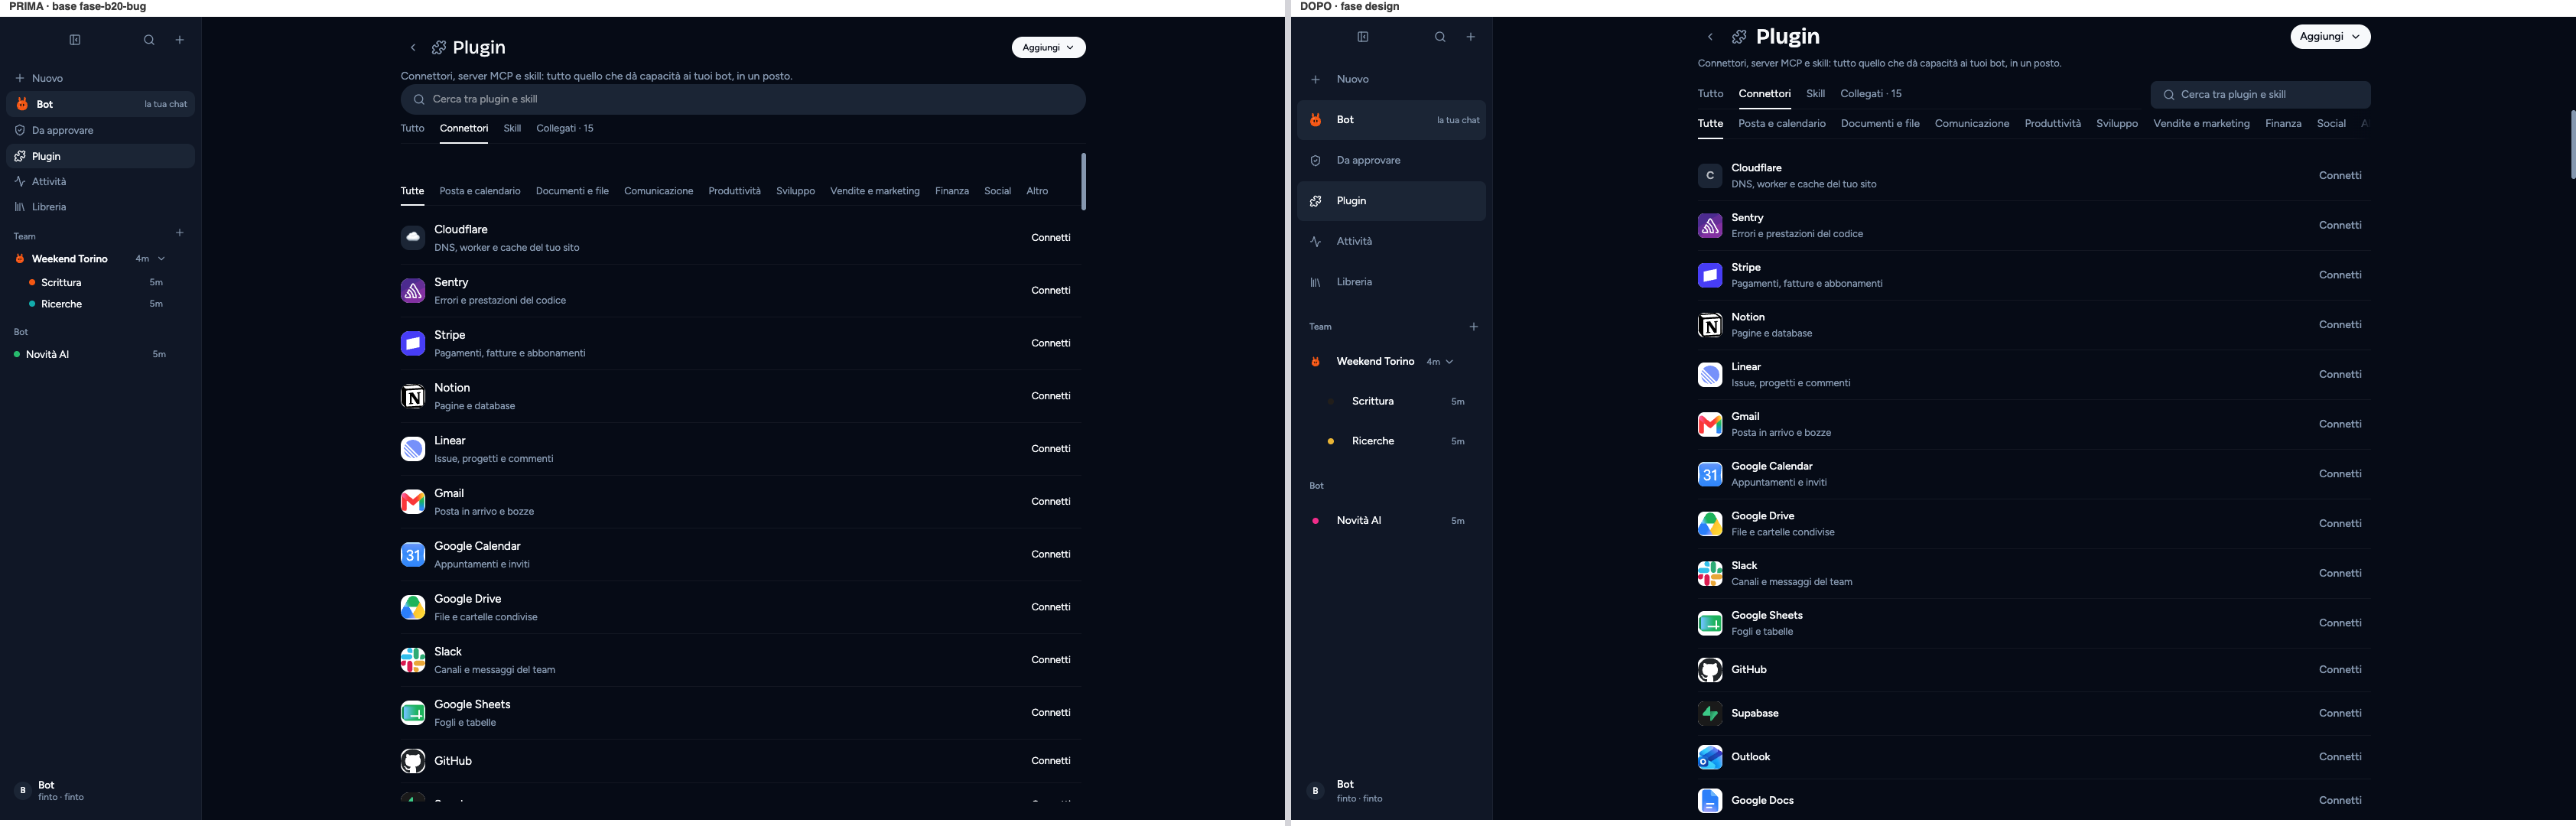 PRIMA · base fase-b20-bug
Plugin
Aggiungi
Nuovo
Connettori, server MCP e skill: tutto quello che dà capacità ai tuoi bot, in un posto.
Bot la tua chat
Cerca tra plugin e skill
Da approvare
Tutto Connettori Skill Collegati · 15
Plugin
Attività
Tutte Posta e calendario Documenti e file Comunicazione Produttività Sviluppo Vendite e marketing Finanza Social Altro
Libreria
Team
Weekend Torino 4m
Scrittura 5m
Ricerche 5m
Bot
Novità AI 5m
Cloudflare
DNS, worker e cache del tuo sito
Connetti
Sentry
Errori e prestazioni del codice
Connetti
Stripe
Pagamenti, fatture e abbonamenti
Connetti
N
Notion
Pagine e database
Connetti
Linear
Issue, progetti e commenti
Connetti
Gmail
Posta in arrivo e bozze
Connetti
31
Google Calendar
Appuntamenti e inviti
Connetti
Google Drive
File e cartelle condivise
Connetti
Slack
Canali e messaggi del team
Connetti
Google Sheets
Fogli e tabelle
Connetti
GitHub
Connetti
B
Bot
finto · finto
DOPO · fase design
Plugin
Aggiungi
Connettori, server MCP e skill: tutto quello che dà capacità ai tuoi bot, in un posto.
Nuovo
Tutto Connettori Skill Collegati · 15
Cerca tra plugin e skill
Bot la tua chat
Tutte Posta e calendario Documenti e file Comunicazione Produttività Sviluppo Vendite e marketing Finanza Social A
Da approvare
Plugin
Attività
Libreria
Team
Weekend Torino 4m
Scrittura 5m
Ricerche 5m
Bot
Novità AI 5m
C
Cloudflare
DNS, worker e cache del tuo sito
Connetti
Sentry
Errori e prestazioni del codice
Connetti
Stripe
Pagamenti, fatture e abbonamenti
Connetti
N
Notion
Pagine e database
Connetti
Linear
Issue, progetti e commenti
Connetti
Gmail
Posta in arrivo e bozze
Connetti
31
Google Calendar
Appuntamenti e inviti
Connetti
Google Drive
File e cartelle condivise
Connetti
Slack
Canali e messaggi del team
Connetti
Google Sheets
Fogli e tabelle
Connetti
GitHub
Connetti
Supabase
Connetti
Outlook
Connetti
Google Docs
Connetti
B
Bot
finto · finto